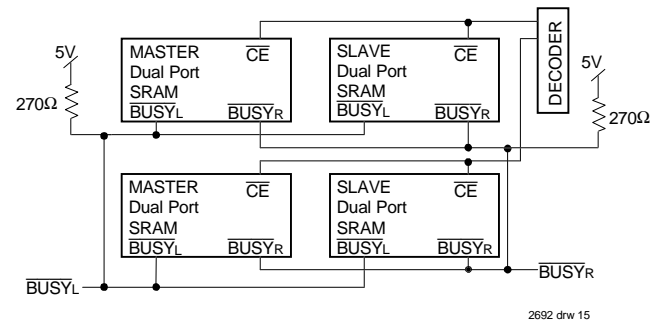 5V
270Ω
MASTER
Dual Port
SRAM
BUSYL
CE
BUSYR
SLAVE
Dual Port
SRAM
BUSYL
CE
BUSYR
DECODER
5V
270Ω
MASTER
Dual Port
SRAM
BUSYL
CE
BUSYR
SLAVE
Dual Port
SRAM
BUSYL
CE
BUSYR
BUSYL
BUSYR
2692 drw 15